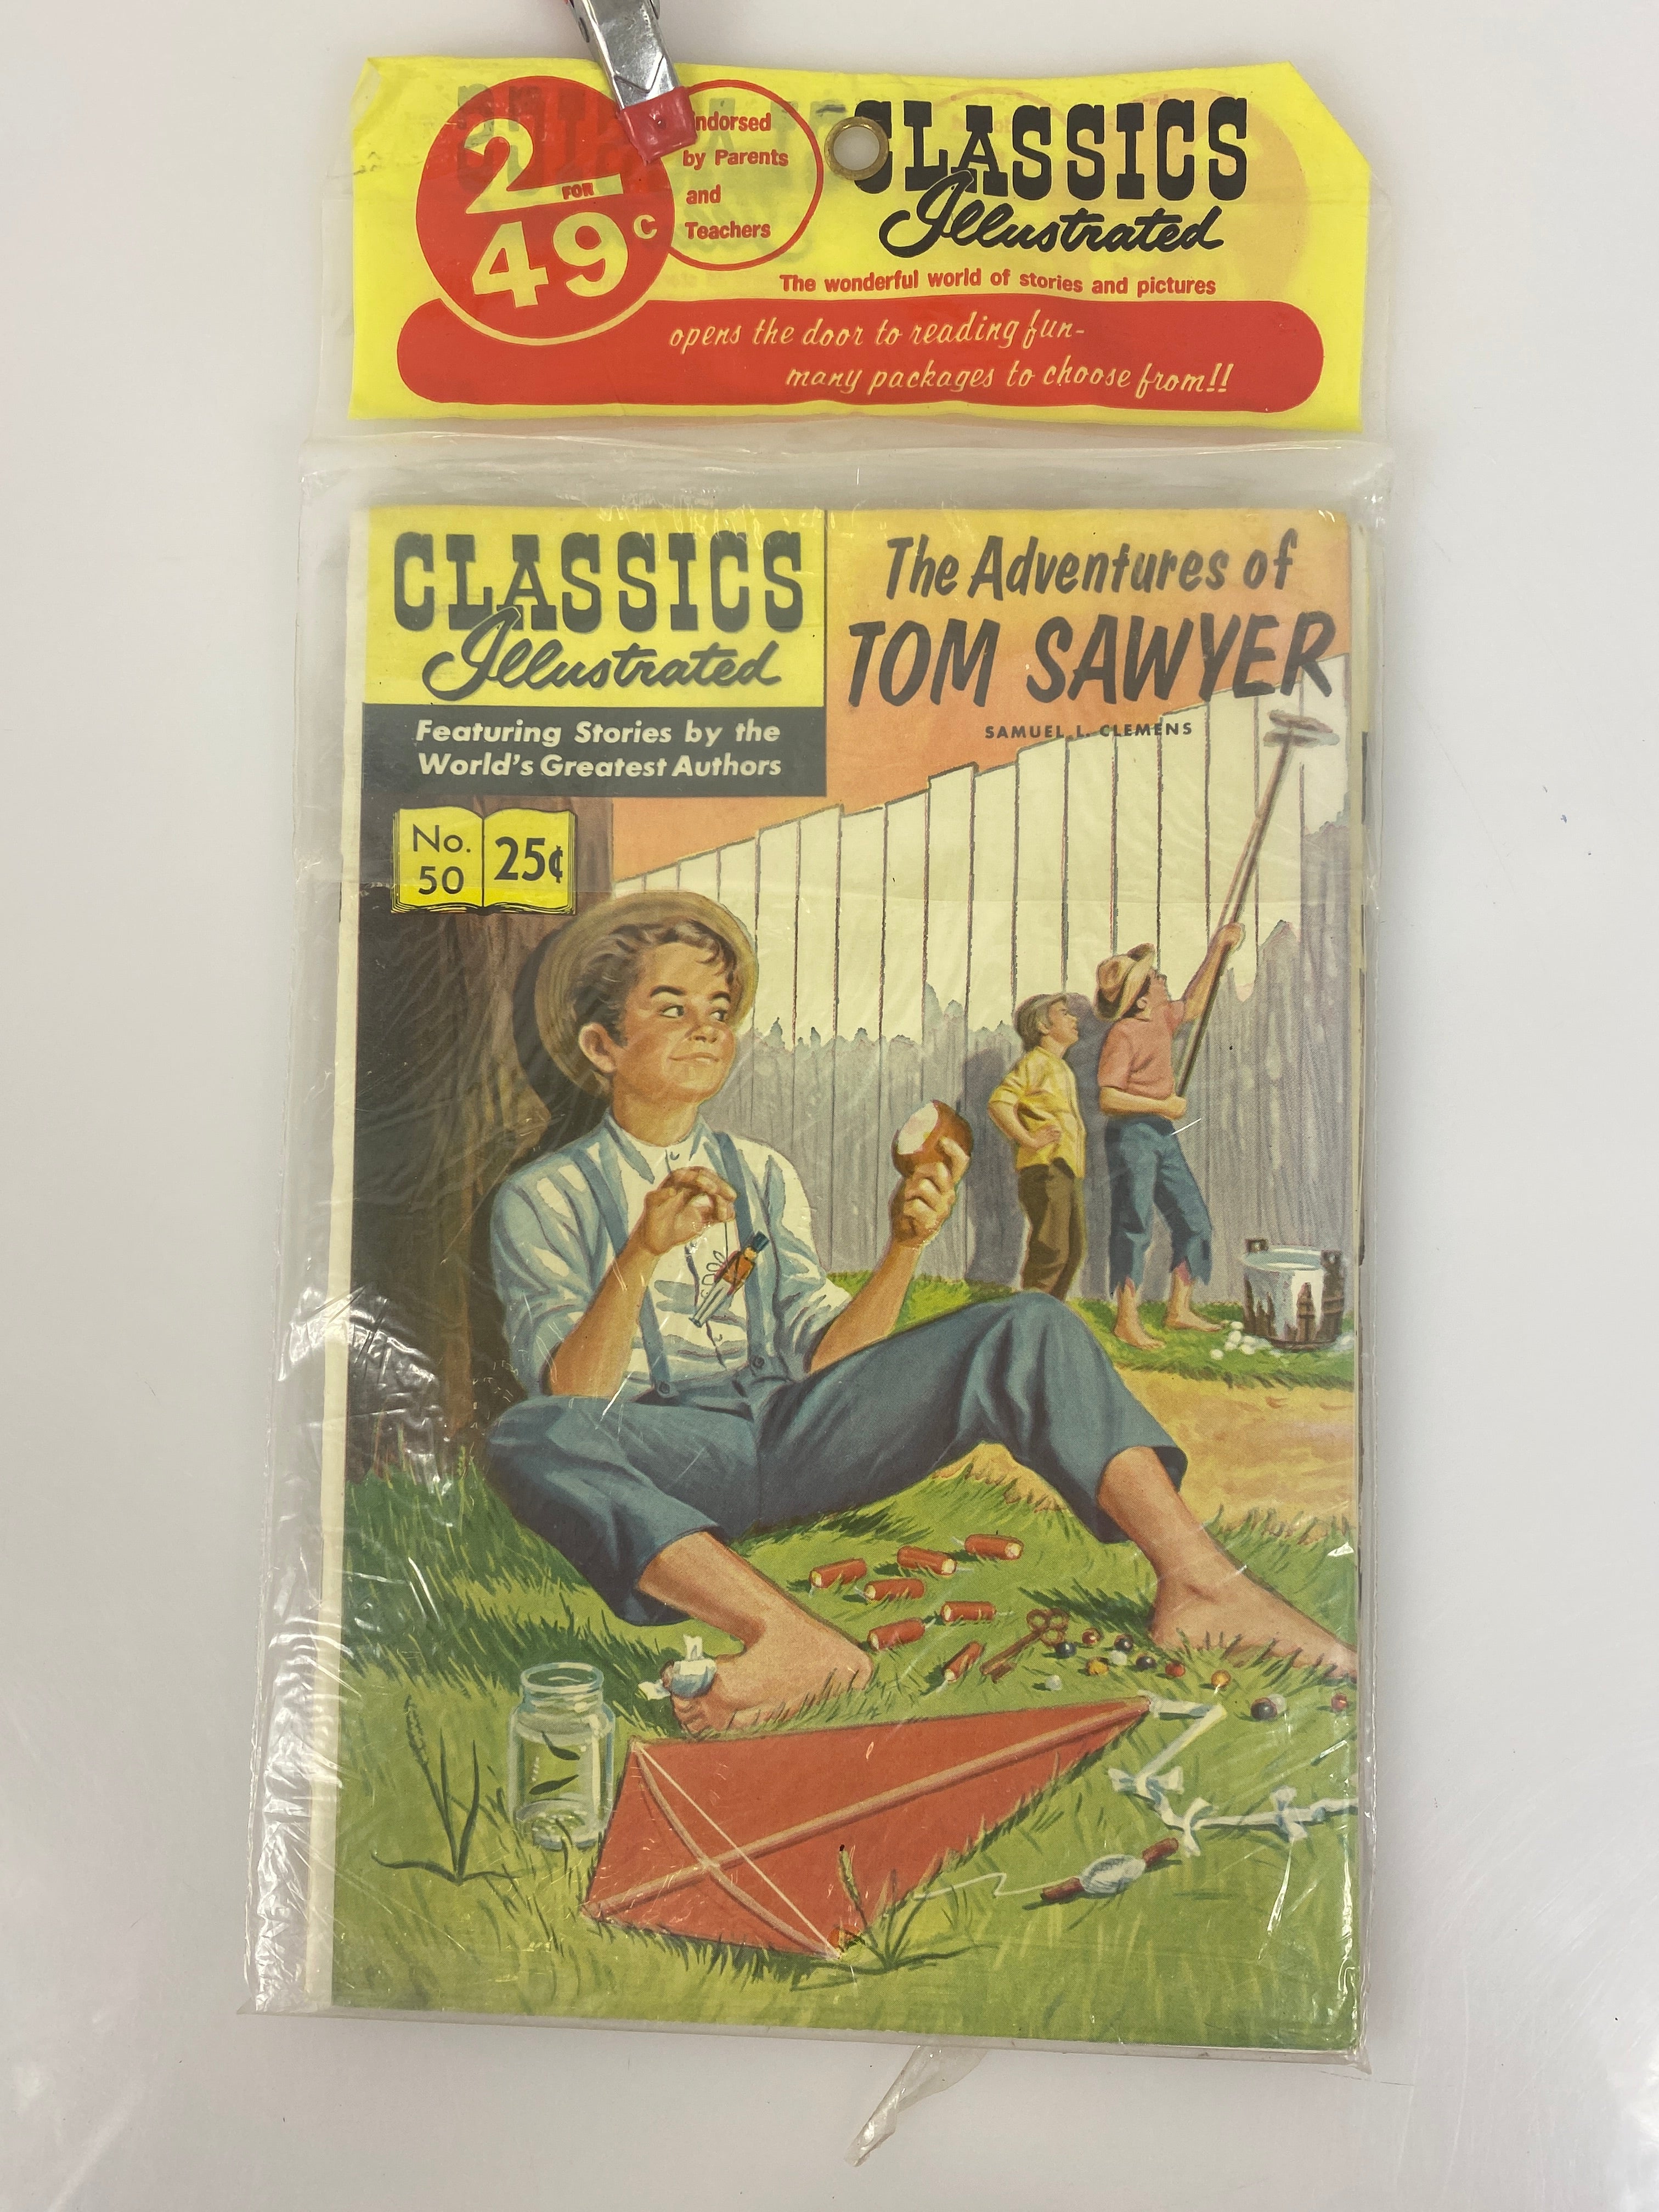 2
FOR
49c
Endorsed
by Parents
and
Teachers
CLASSICS
Illustrated
The wonderful world of stories and pictures
opens the door to reading fun-
many packages to choose from!!
CLASSICS
Illustrated
Featuring Stories by the
World's Greatest Authors
No.
50
25¢
The Adventures of
TOM SAWYER
SAMUEL L. CLEMENS